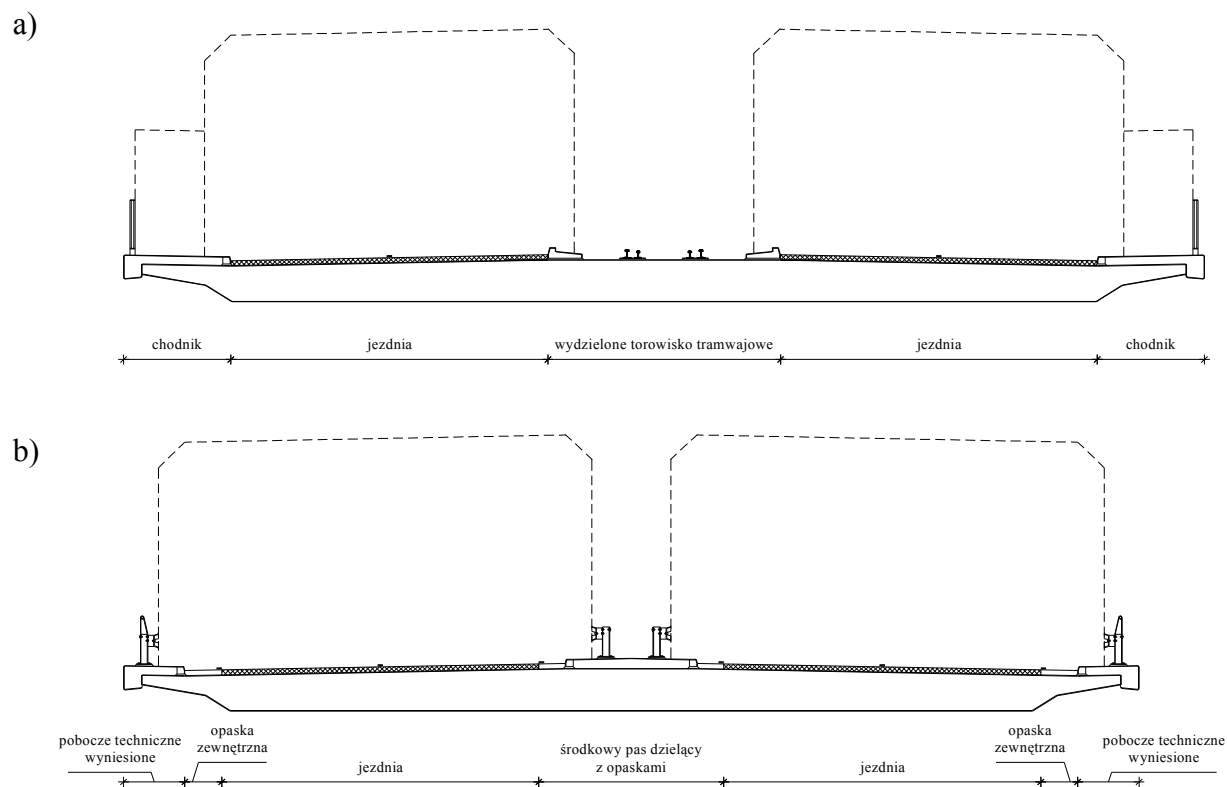 a)
chodnik
jezdnia
wydzielone torowisko tramwajowe
jezdnia
chodnik
b)
pobocze techniczne
wyniesione
opaska
zewnętrzna
jezdnia
środkowy pas dzielący
z opaskami
jezdnia
opaska
zewnętrzna
pobocze techniczne
wyniesione